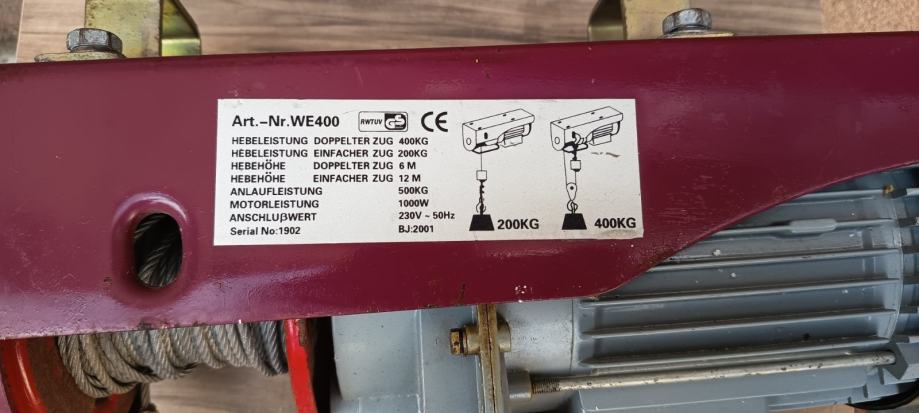 Art.-Nr.WE400 RWTUV GS CE
HEBELEISTUNG DOPPELTER ZUG 400KG
HEBELEISTUNG EINFACHER ZUG 200KG
HEBEHÖHE DOPPELTER ZUG 6 M
HEBEHÖHE EINFACHER ZUG 12 M
ANLAUFLEISTUNG 500KG
MOTORLEISTUNG 1000W
ANSCHLUßWERT 230V ~ 50Hz
Serial No:1902 BJ:2001
200KG 400KG